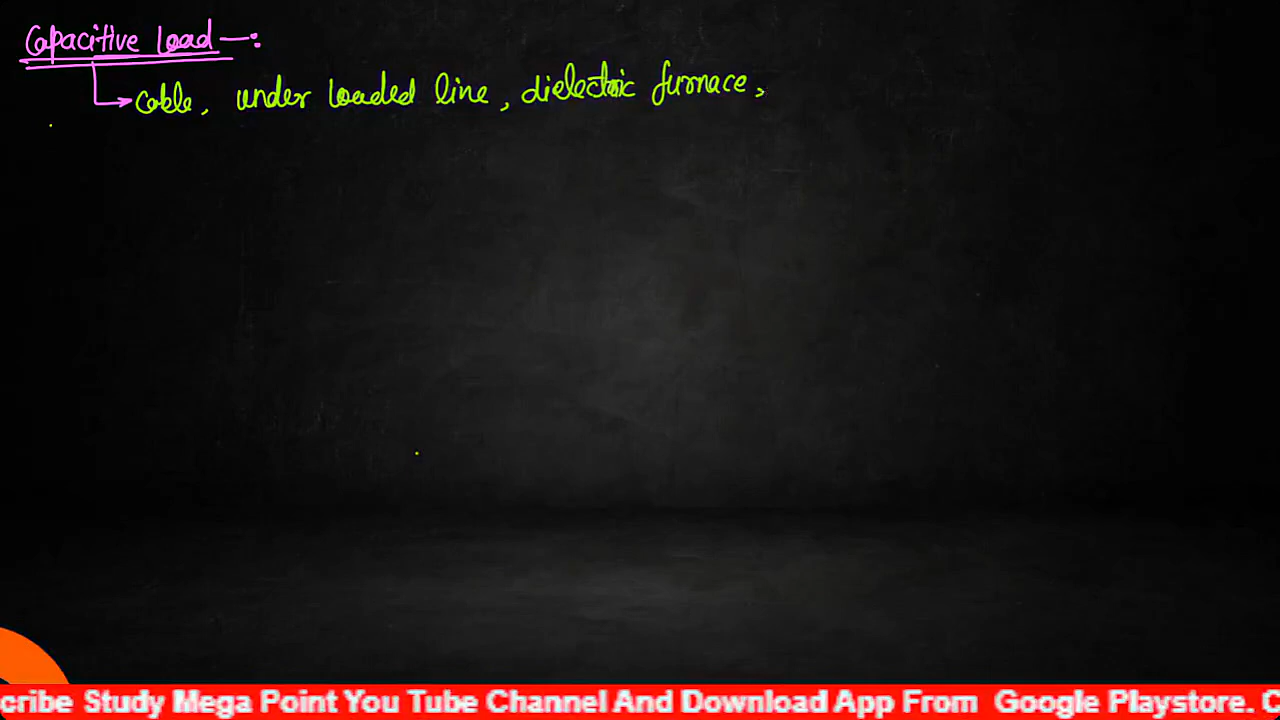 Capacitive Load —:
→ Cable, under loaded line, dielectric furnace,
cribe Study Mega Point You Tube Channel And Download App From Google Playstore. C